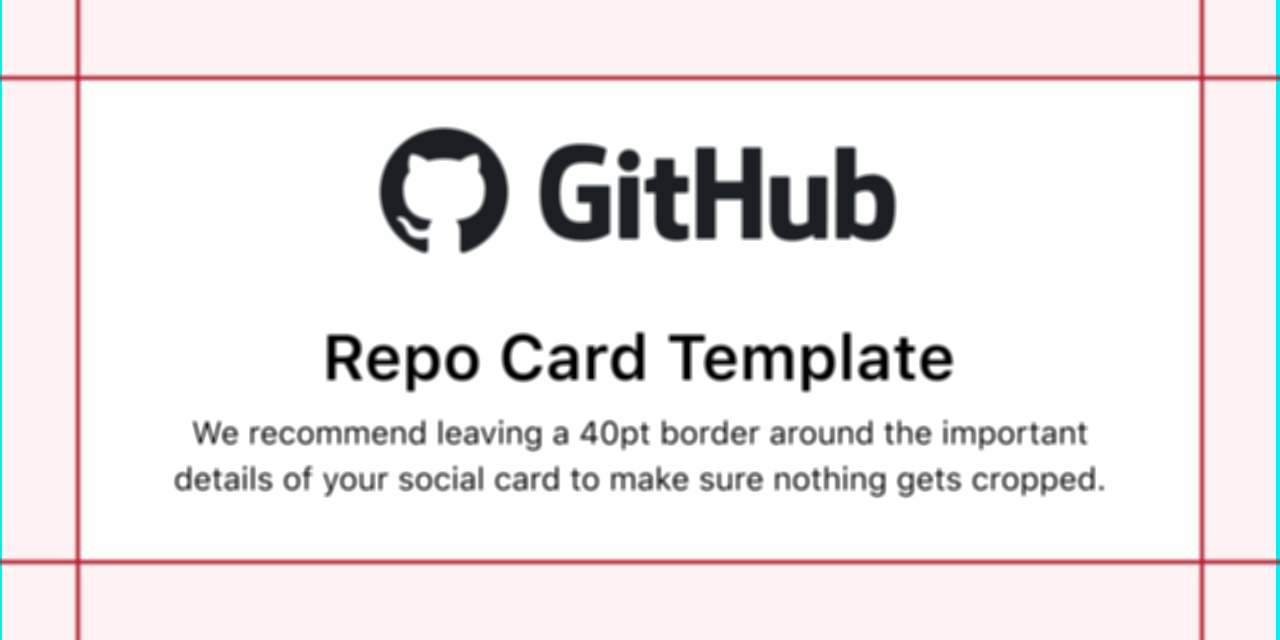 GitHub
Repo Card Template
We recommend leaving a 40pt border around the important
details of your social card to make sure nothing gets cropped.